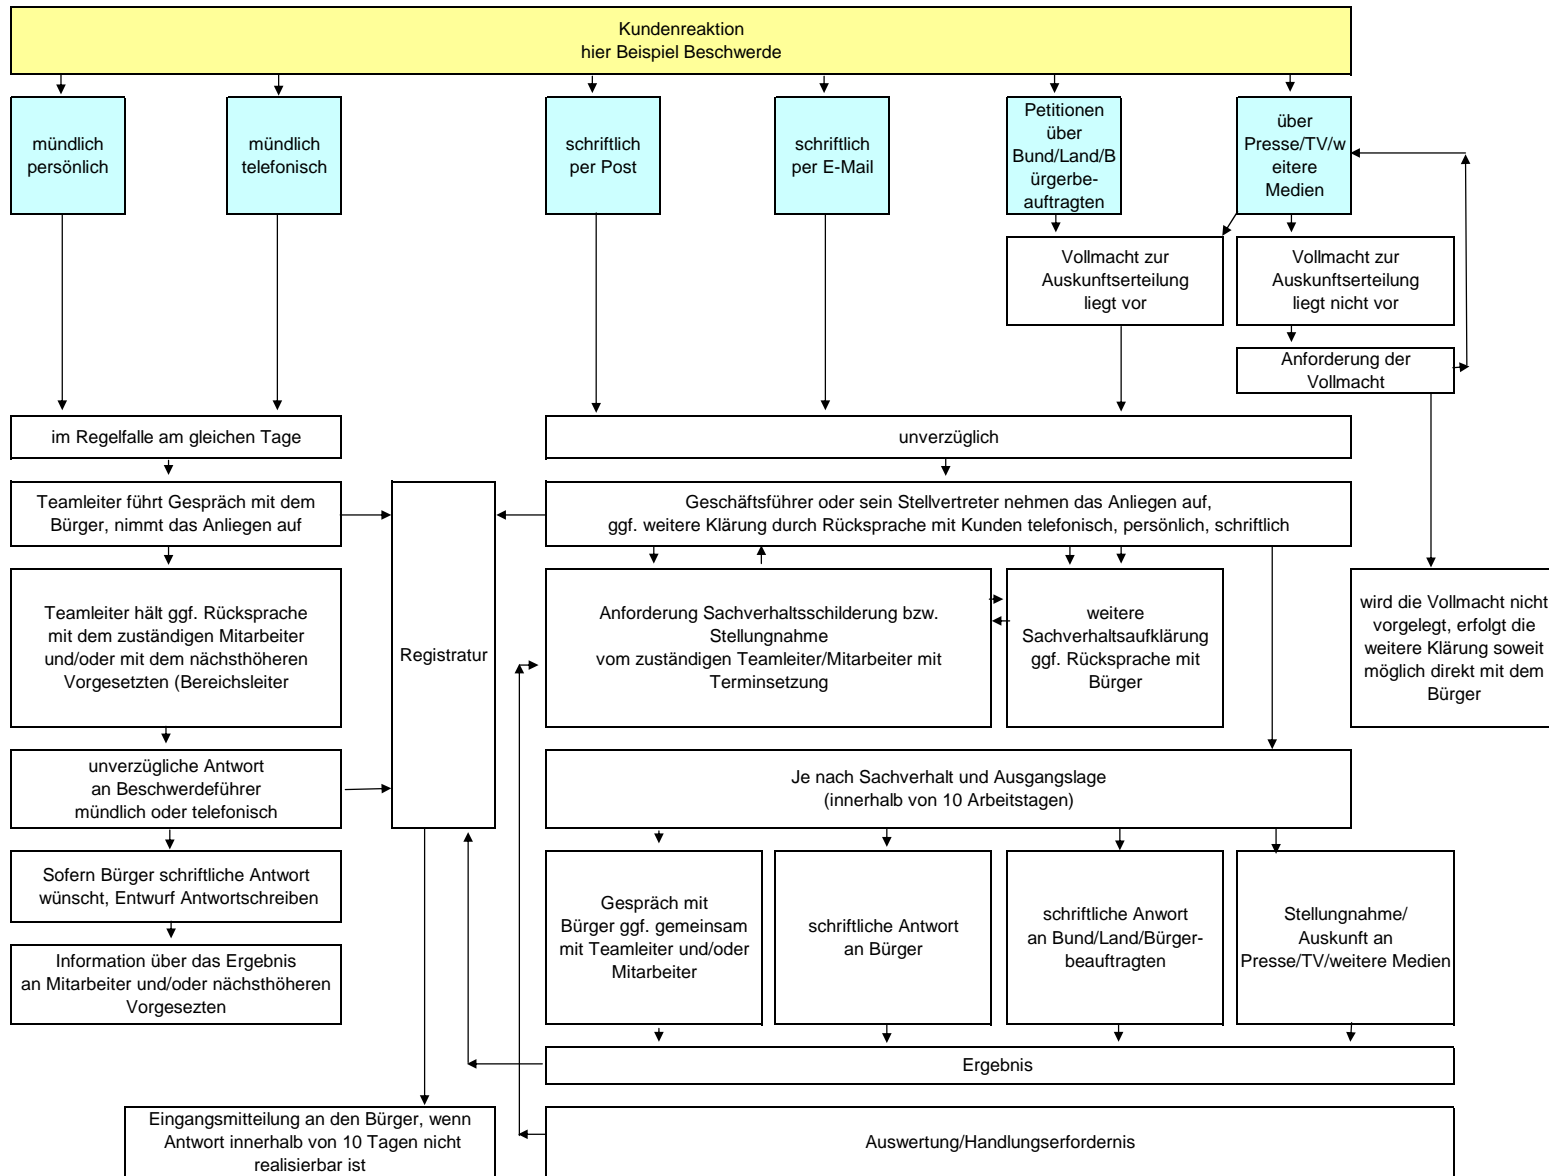 Kundenreaktion
hier Beispiel Beschwerde
mündlich
persönlich
mündlich
telefonisch
schriftlich
per Post
schriftlich
per E-Mail
Petitionen
über
Bund/Land/B
ürgerbe-
auftragten
über
Presse/TV/w
eitere
Medien
Vollmacht zur
Auskunftserteilung
liegt vor
Vollmacht zur
Auskunftserteilung
liegt nicht vor
Anforderung der
Vollmacht
im Regelfalle am gleichen Tage
unverzüglich
Teamleiter führt Gespräch mit dem
Bürger, nimmt das Anliegen auf
Registratur
Geschäftsführer oder sein Stellvertreter nehmen das Anliegen auf,
ggf. weitere Klärung durch Rücksprache mit Kunden telefonisch, persönlich, schriftlich
Teamleiter hält ggf. Rücksprache
mit dem zuständigen Mitarbeiter
und/oder mit dem nächsthöheren
Vorgesetzten (Bereichsleiter
Anforderung Sachverhaltsschilderung bzw.
Stellungnahme
vom zuständigen Teamleiter/Mitarbeiter mit
Terminsetzung
weitere
Sachverhaltsaufklärung
ggf. Rücksprache mit
Bürger
wird die Vollmacht nicht
vorgelegt, erfolgt die
weitere Klärung soweit
möglich direkt mit dem
Bürger
unverzügliche Antwort
an Beschwerdeführer
mündlich oder telefonisch
Je nach Sachverhalt und Ausgangslage
(innerhalb von 10 Arbeitstagen)
Sofern Bürger schriftliche Antwort
wünscht, Entwurf Antwortschreiben
Gespräch mit
Bürger ggf. gemeinsam
mit Teamleiter und/oder
Mitarbeiter
schriftliche Antwort
an Bürger
schriftliche Anwort
an Bund/Land/Bürger-
beauftragten
Stellungnahme/
Auskunft an
Presse/TV/weitere Medien
Information über das Ergebnis
an Mitarbeiter und/oder nächsthöheren
Vorgesezten
Ergebnis
Eingangsmitteilung an den Bürger, wenn
Antwort innerhalb von 10 Tagen nicht
realisierbar ist
Auswertung/Handlungserfordernis